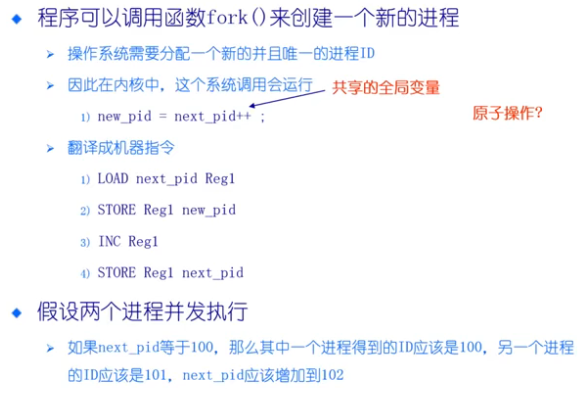 程序可以调用函数fork()来创建一个新的进程
操作系统需要分配一个新的并且唯一的进程ID
因此在内核中，这个系统调用会运行
共享的全局变量
1) new_pid = next_pid++ ;
原子操作?
翻译成机器指令
1) LOAD next_pid Reg1
2) STORE Reg1 new_pid
3) INC Reg1
4) STORE Reg1 next_pid
假设两个进程并发执行
如果next_pid等于100，那么其中一个进程得到的ID应该是100，另一个进程
的ID应该是101，next_pid应该增加到102